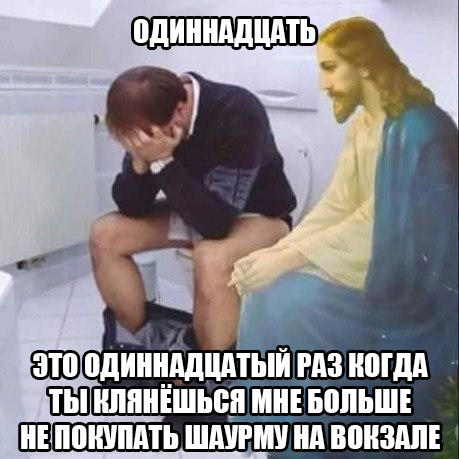 ОДИННАДЦАТЬ
ЭТО ОДИННАДЦАТЫЙ РАЗ КОГДА
ТЫ КЛЯНЁШЬСЯ МНЕ БОЛЬШЕ
НЕ ПОКУПАТЬ ШАУРМУ НА ВОКЗАЛЕ